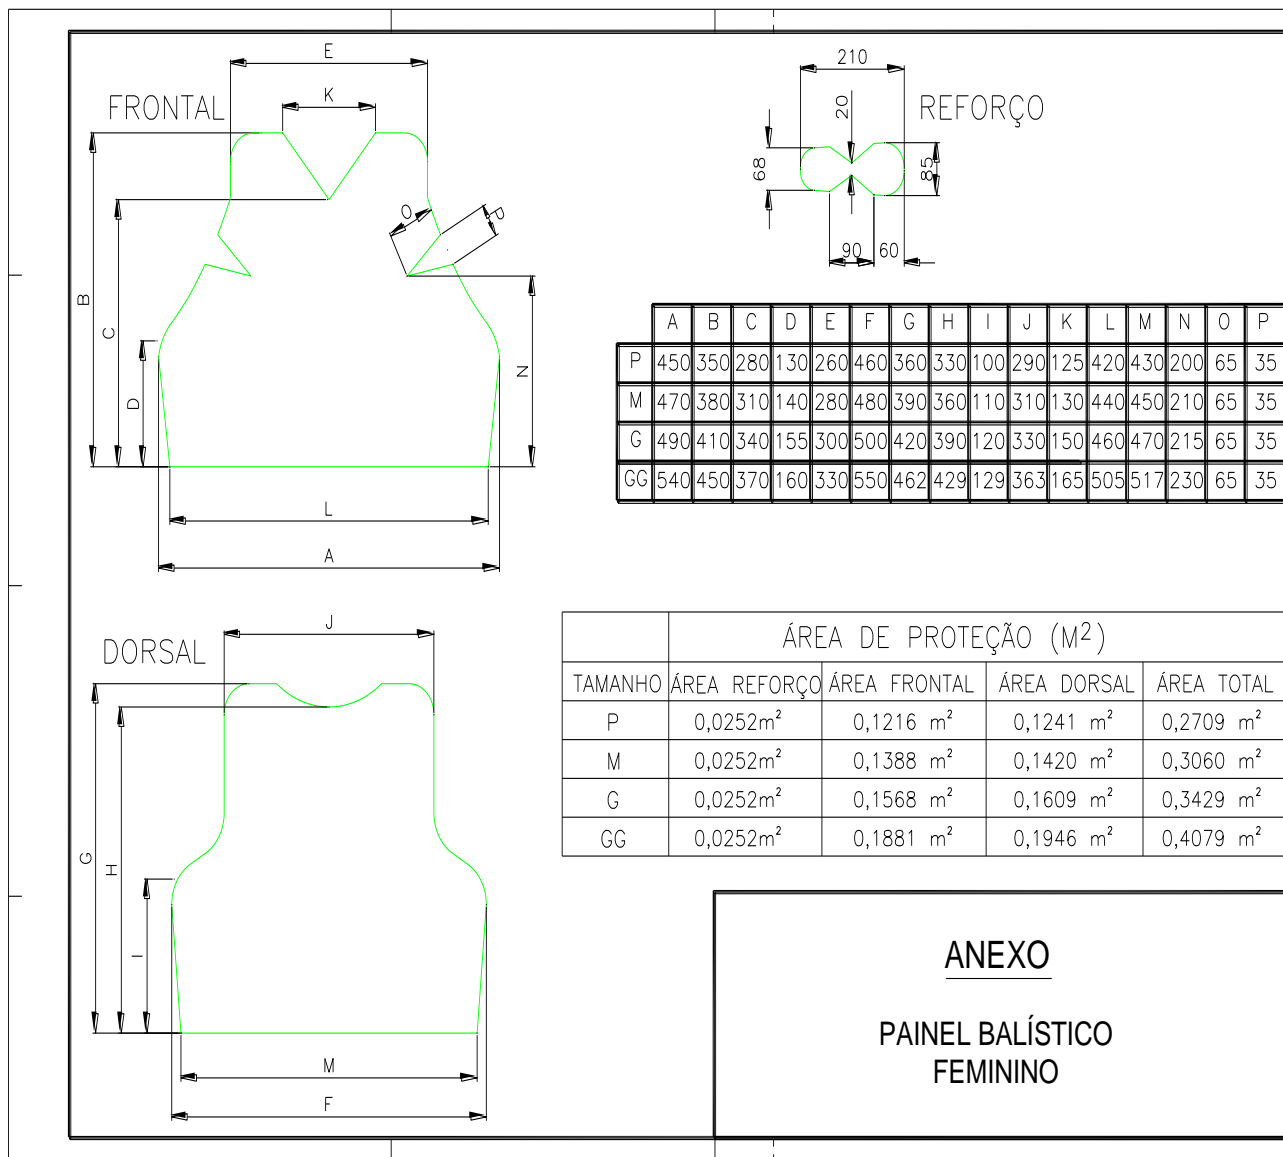 E
K
FRONTAL
B
C
D
O
P
N
L
A
210
20
REFORÇO
68
85
90
60
A B C D E F G H I J K L M N O P
P 450 350 280 130 260 460 360 330 100 290 125 420 430 200 65 35
M 470 380 310 140 280 480 390 360 110 310 130 440 450 210 65 35
G 490 410 340 155 300 500 420 390 120 330 150 460 470 215 65 35
GG 540 450 370 160 330 550 462 429 129 363 165 505 517 230 65 35
J
DORSAL
G
H
I
M
F
ÁREA DE PROTEÇÃO (M²)
TAMANHO ÁREA REFORÇO ÁREA FRONTAL ÁREA DORSAL ÁREA TOTAL
P 0,0252m² 0,1216 m² 0,1241 m² 0,2709 m²
M 0,0252m² 0,1388 m² 0,1420 m² 0,3060 m²
G 0,0252m² 0,1568 m² 0,1609 m² 0,3429 m²
GG 0,0252m² 0,1881 m² 0,1946 m² 0,4079 m²
ANEXO
PAINEL BALÍSTICO
FEMININO